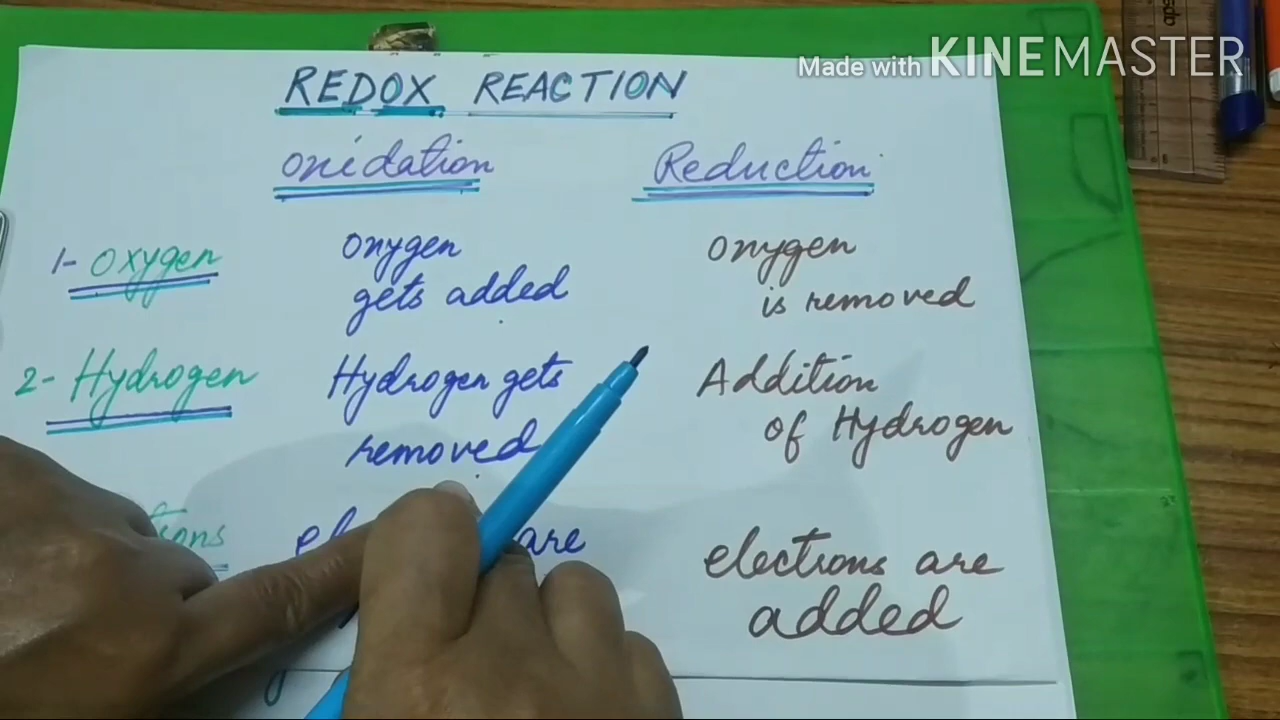 Made with KINEMASTER
REDOX REACTION
Oxidation Reduction
1- Oxygen
Oxygen
gets added
Oxygen
is removed
2- Hydrogen
Hydrogen gets
removed
Addition
of Hydrogen
are
electrons are
added